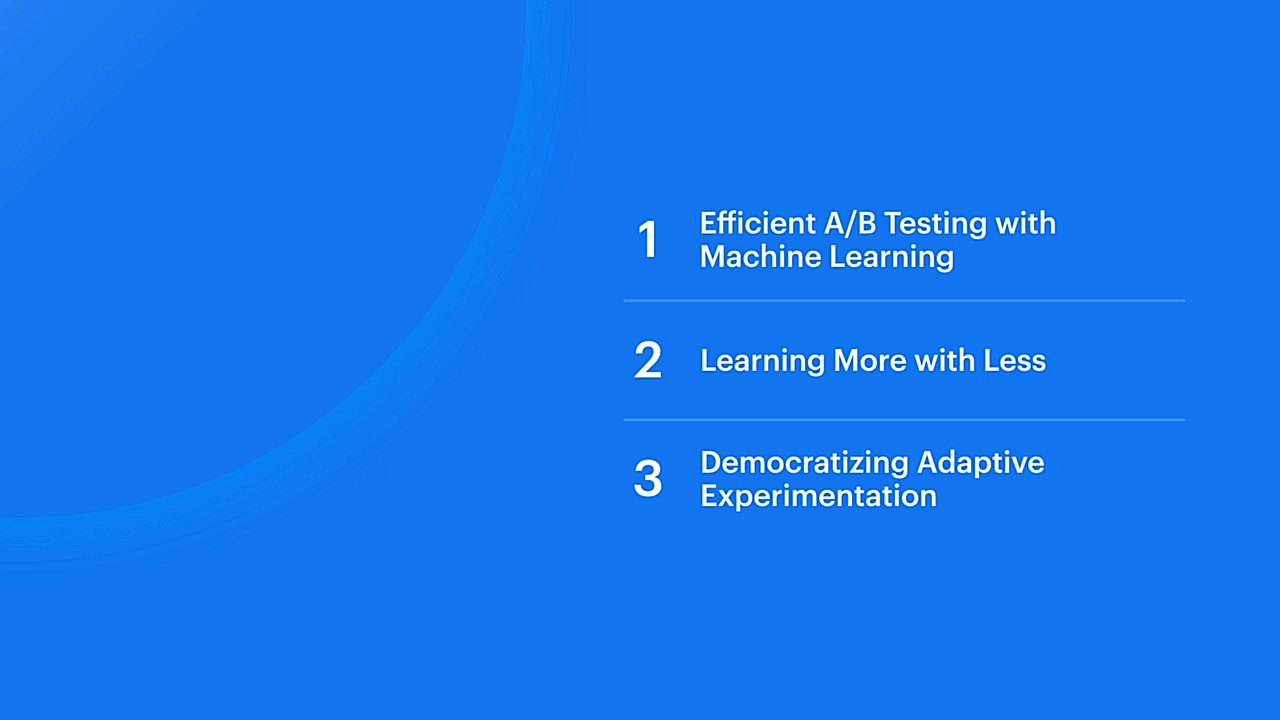 1
Efficient A/B Testing with
Machine Learning
2
Learning More with Less
3
Democratizing Adaptive
Experimentation